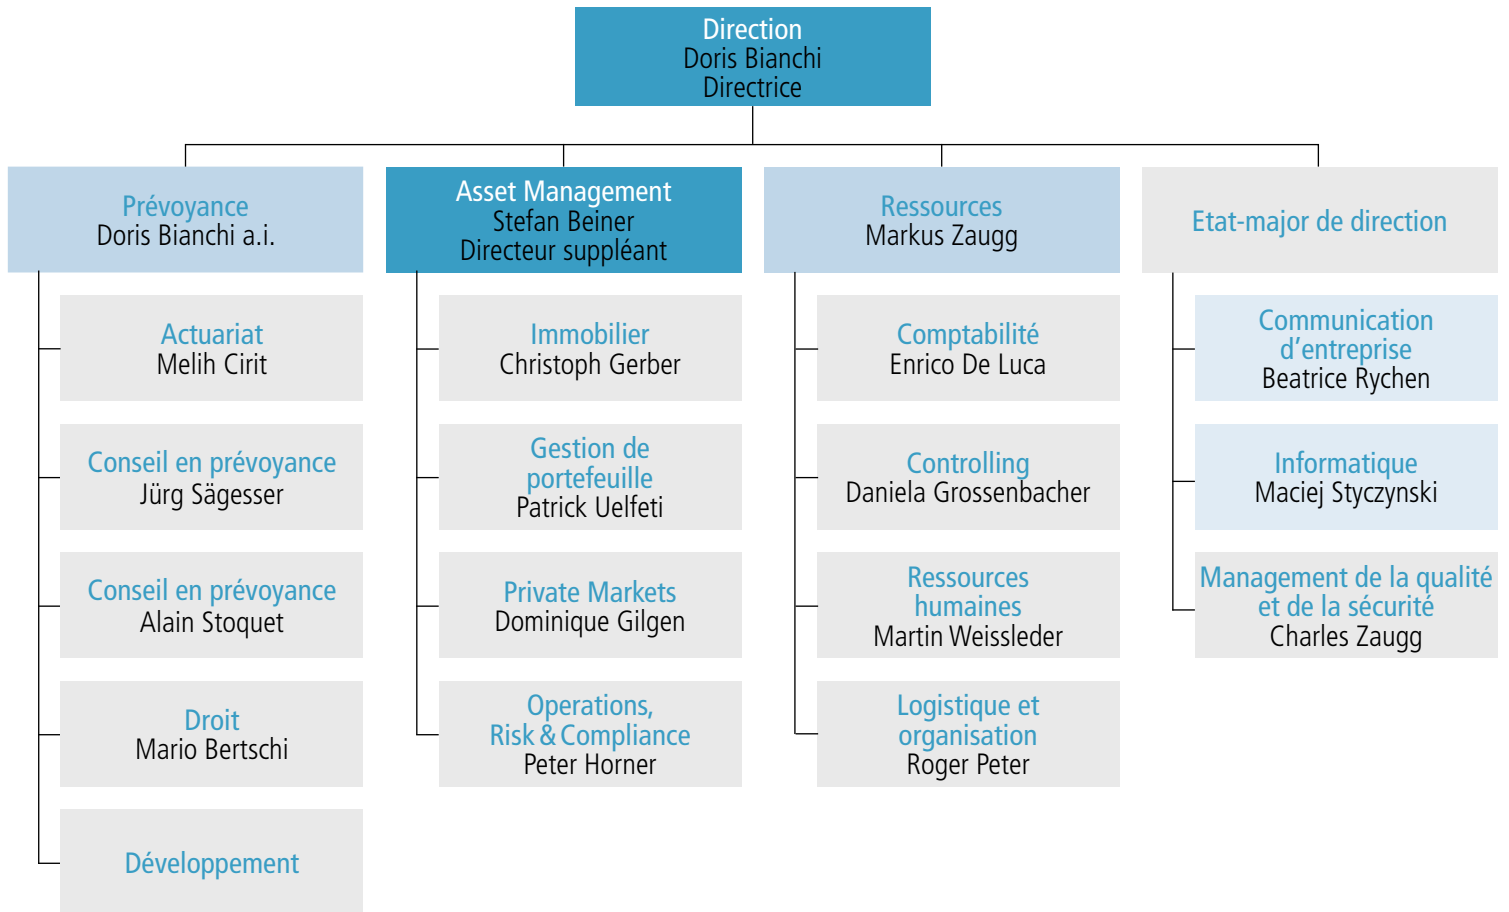 Direction
Doris Bianchi
Directrice
Prévoyance
Doris Bianchi a.i.
Asset Management
Stefan Beiner
Directeur suppléant
Ressources
Markus Zaugg
Etat-major de direction
Actuariat
Melih Cirit
Conseil en prévoyance
Jürg Sägesser
Conseil en prévoyance
Alain Stoquet
Droit
Mario Bertschi
Développement
Immobilier
Christoph Gerber
Gestion de
portefeuille
Patrick Uelfeti
Private Markets
Dominique Gilgen
Operations,
Risk & Compliance
Peter Horner
Comptabilité
Enrico De Luca
Controlling
Daniela Grossenbacher
Ressources
humaines
Martin Weissleder
Logistique et
organisation
Roger Peter
Communication
d’entreprise
Beatrice Rychen
Informatique
Maciej Styczynski
Management de la qualité
et de la sécurité
Charles Zaugg